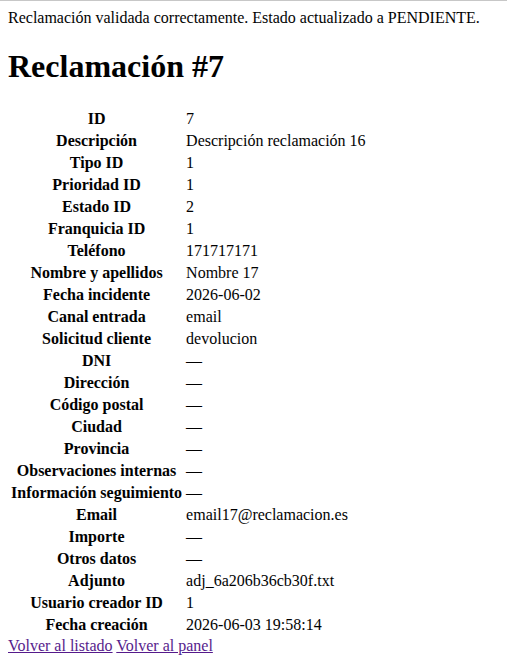 Reclamación validada correctamente. Estado actualizado a PENDIENTE.
Reclamación #7
ID 7
Descripción Descripción reclamación 16
Tipo ID 1
Prioridad ID 1
Estado ID 2
Franquicia ID 1
Teléfono 171717171
Nombre y apellidos Nombre 17
Fecha incidente 2026-06-02
Canal entrada email
Solicitud cliente devolucion
DNI —
Dirección —
Código postal —
Ciudad —
Provincia —
Observaciones internas —
Información seguimiento —
Email email17@reclamacion.es
Importe —
Otros datos —
Adjunto adj_6a206b36cb30f.txt
Usuario creador ID 1
Fecha creación 2026-06-03 19:58:14
Volver al listado Volver al panel